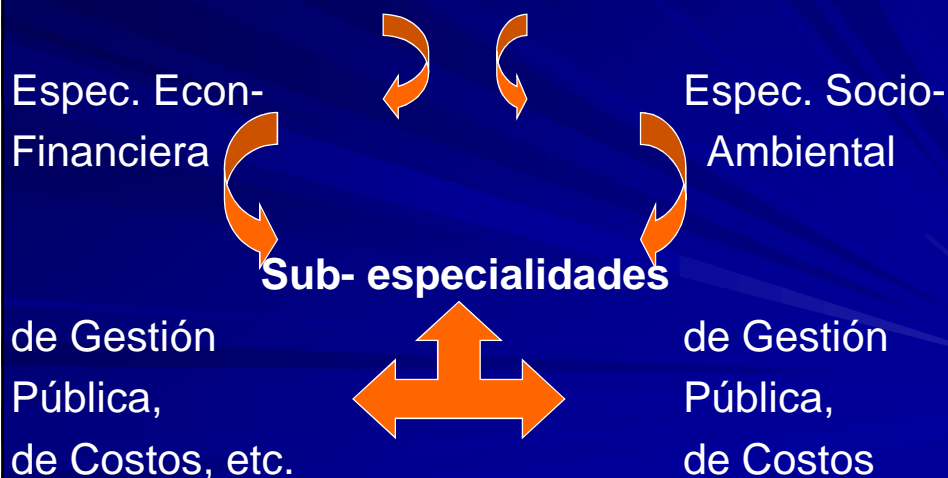 Espec. Econ-
Financiera
Espec. Socio-
Ambiental
Sub- especialidades
de Gestión
Pública,
de Costos, etc.
de Gestión
Pública,
de Costos